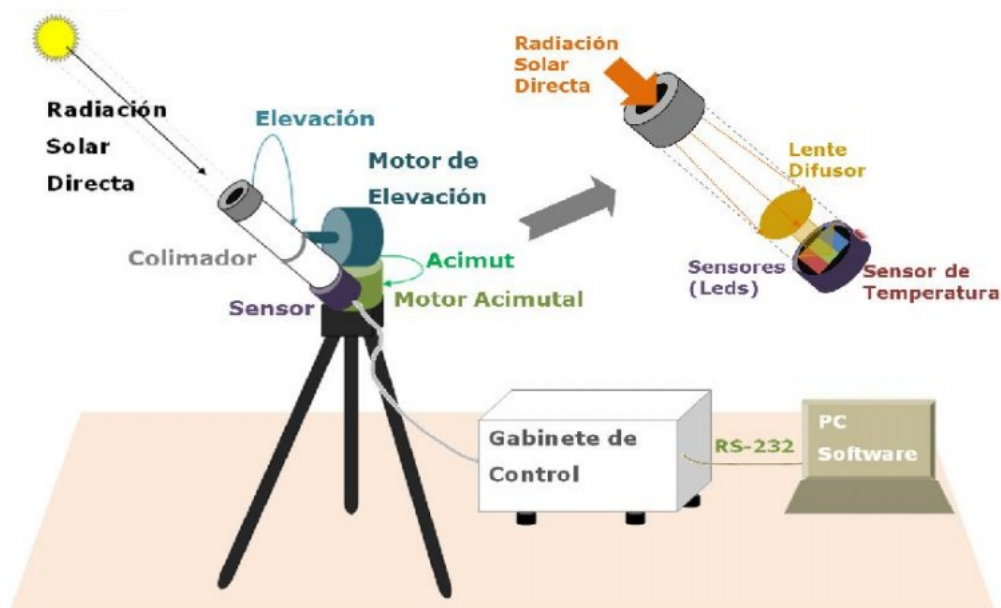 Radiación
Solar
Directa
Elevación
Motor de
Elevación
Colimador
Acimut
Sensor
Motor Acimutal
Radiación
Solar
Directa
Lente
Difusor
Sensores
(Leds)
Sensor de
Temperatura
Gabinete de
Control
RS-232
PC
Software